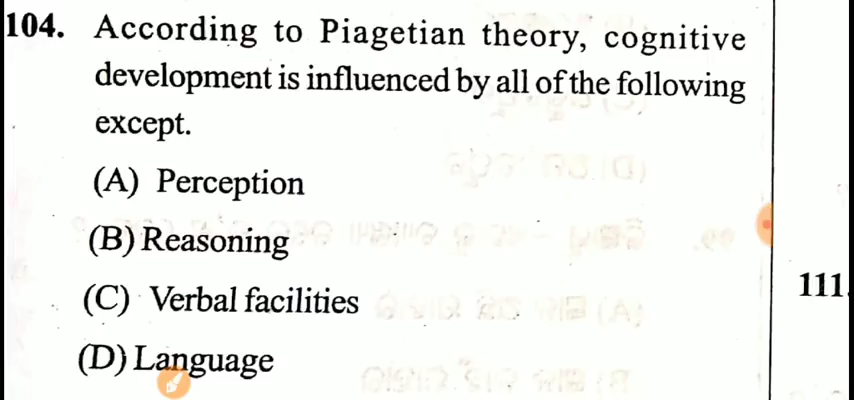 104. According to Piagetian theory, cognitive
development is influenced by all of the following
except.
(A) Perception
(B) Reasoning
(C) Verbal facilities
111.
(D) Language